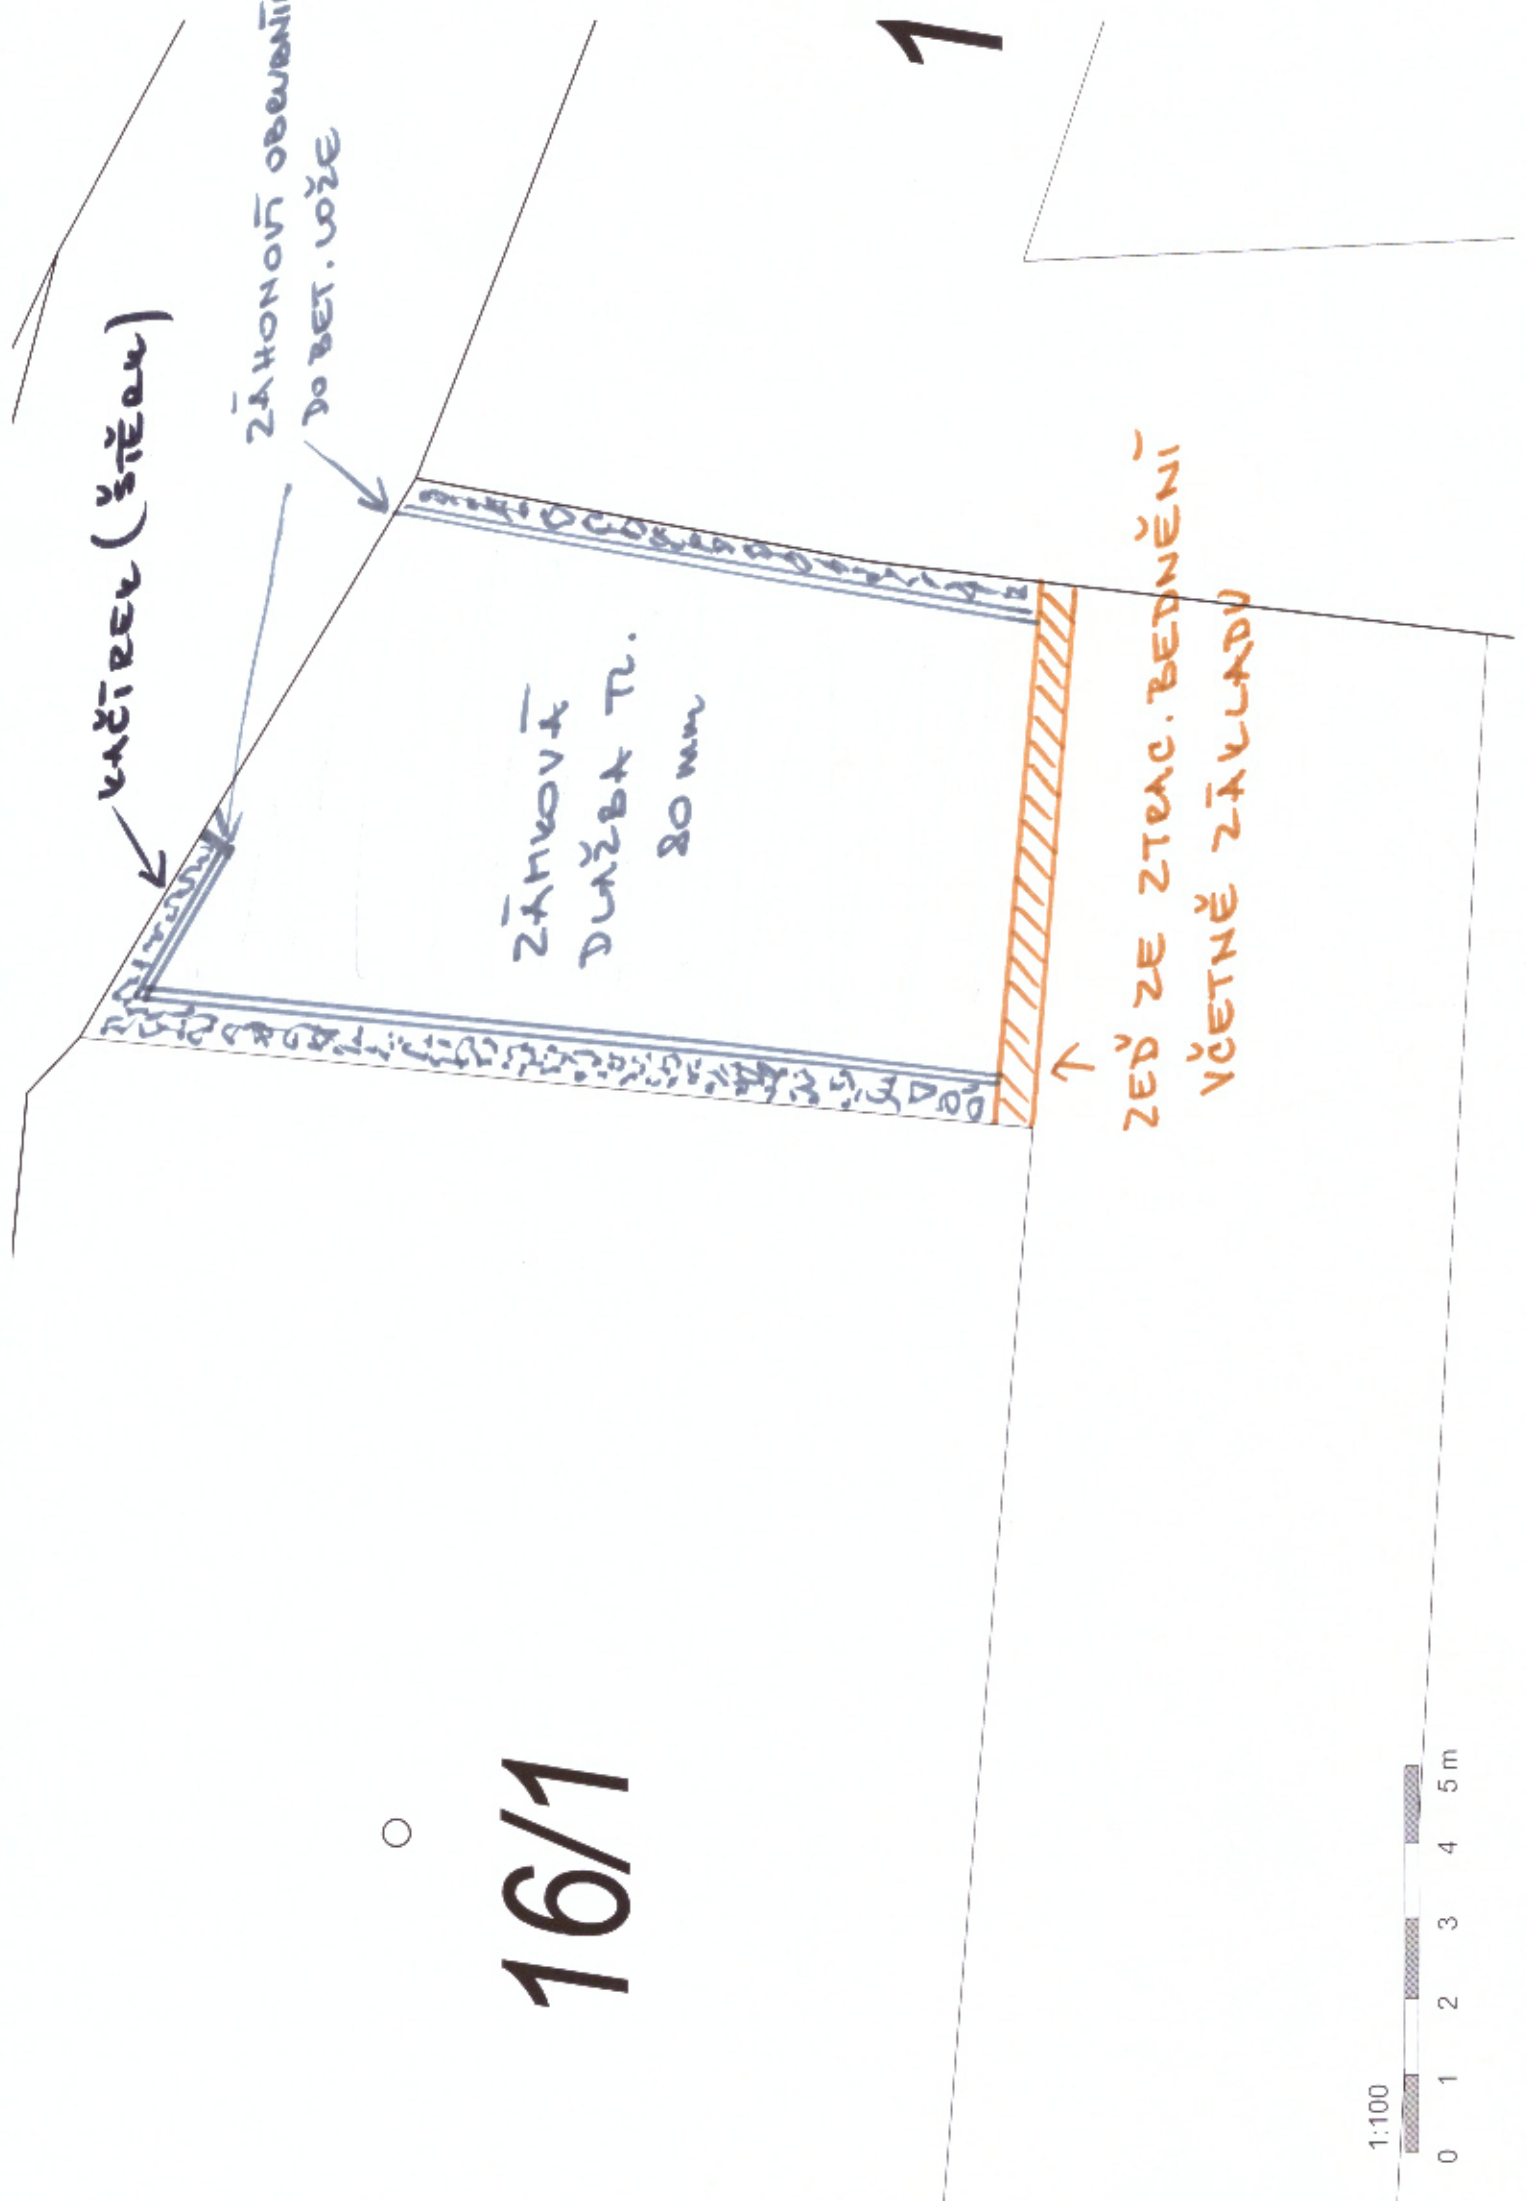 KAČÍREK (ŠTĚRK)
ZÁHONOVÉ OBRUBNÍ
DO BET. LOŽE
ZÁMKOVÁ
DLAŽBA TL.
80 mm
ZEĎ ZE ZTRAC. BEDNĚNÍ
VČETNĚ ZÁKLADU
16/1
1
1:100
0 1 2 3 4 5 m